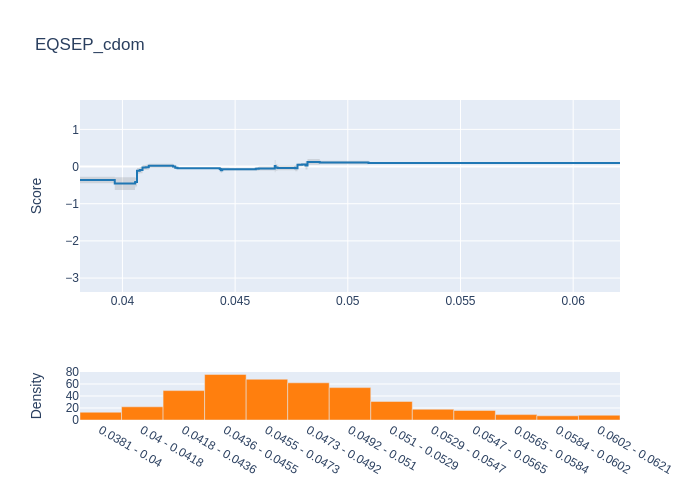 EQSEP_cdom
Score
1
0
−1
−2
−3
0.04 0.045 0.05 0.055 0.06
Density
80
60
40
20
0
0.0381 - 0.04
0.04 - 0.0418
0.0418 - 0.0436
0.0436 - 0.0455
0.0455 - 0.0473
0.0473 - 0.0492
0.0492 - 0.051
0.051 - 0.0529
0.0529 - 0.0547
0.0547 - 0.0565
0.0565 - 0.0584
0.0584 - 0.0602
0.0602 - 0.0621